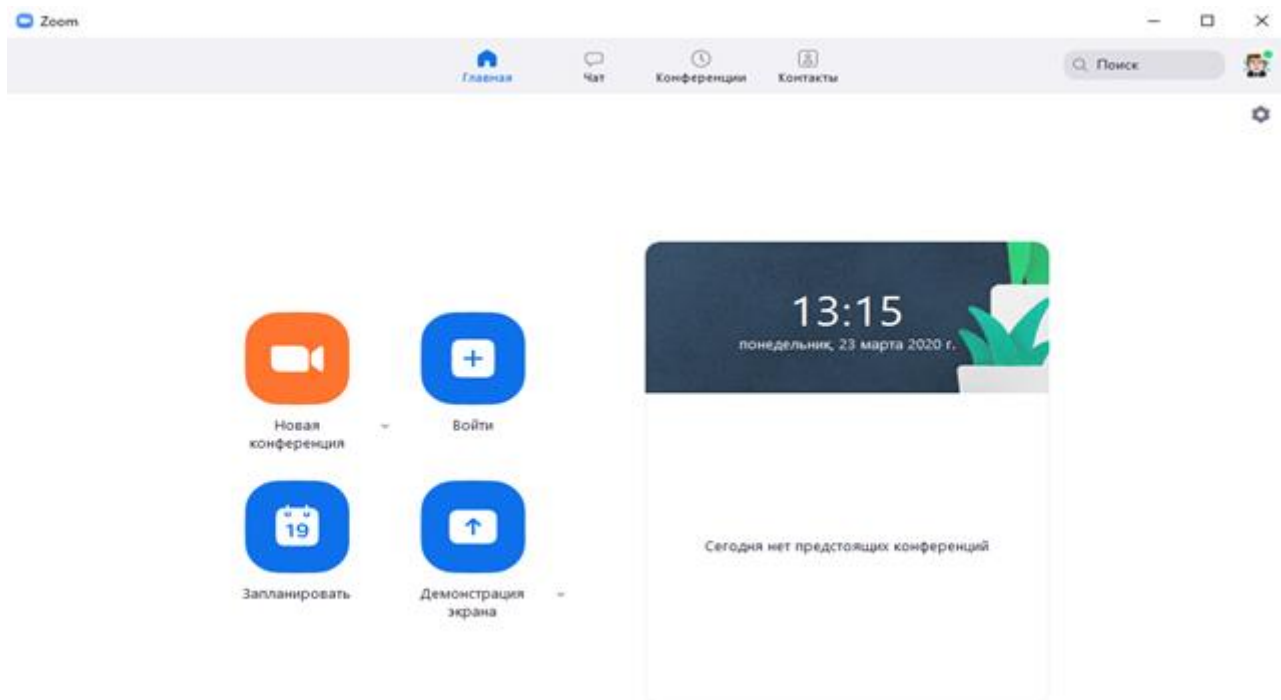 Zoom
Главная
Чат
Конференции
Контакты
Поиск
13:15
понедельник, 23 марта 2020 г.
Новая
конференция
Войти
19
Запланировать
Демонстрация
экрана
Сегодня нет предстоящих конференций